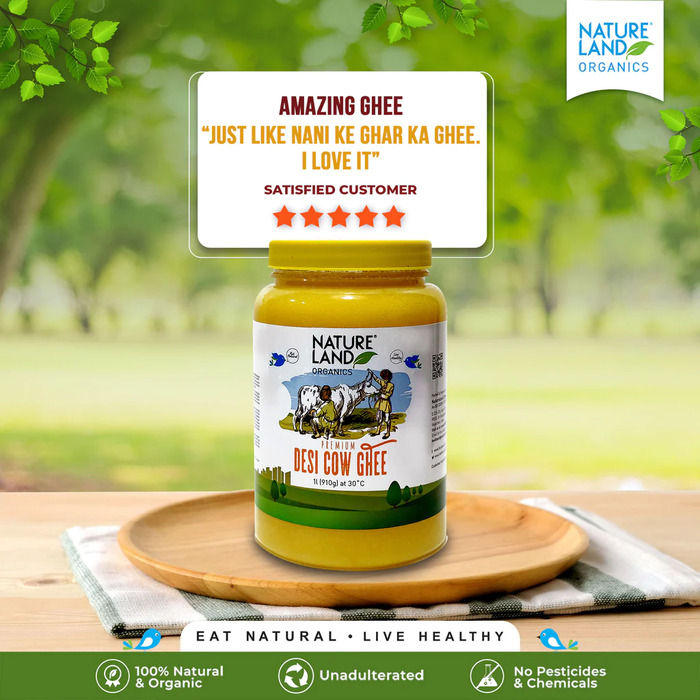 NATURE®
LAND
ORGANICS
AMAZING GHEE
“JUST LIKE NANI KE GHAR KA GHEE.
I LOVE IT”
SATISFIED CUSTOMER
NATURE®
LAND
ORGANICS
PREMIUM
DESI COW GHEE
1L (910g) at 30°C
EAT NATURAL • LIVE HEALTHY
100% Natural
& Organic
Unadulterated
No Pesticides
& Chemicals